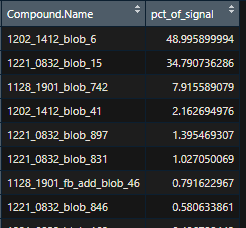 Compound.Name pct_of_signal
1202_1412_blob_6 48.995899994
1221_0832_blob_15 34.790736286
1128_1901_blob_742 7.915589079
1202_1412_blob_41 2.162694976
1221_0832_blob_897 1.395469307
1221_0832_blob_831 1.027050069
1128_1901_fb_add_blob_46 0.791622967
1221_0832_blob_846 0.580633861